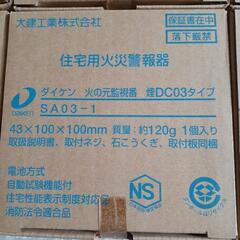 大建工業株式会社
保証書在中
落下厳禁
住宅用火災警報器
ダイケン 火の元監視番 煙DC03タイプ
SA03-1
43×100×100mm 質量:約120g 1個入り
取扱説明書、取付ネジ、石こうくぎ、取付板同梱
電池方式
自動試験機能付
住宅性能表示制度対応品
消防法令適合品
NS